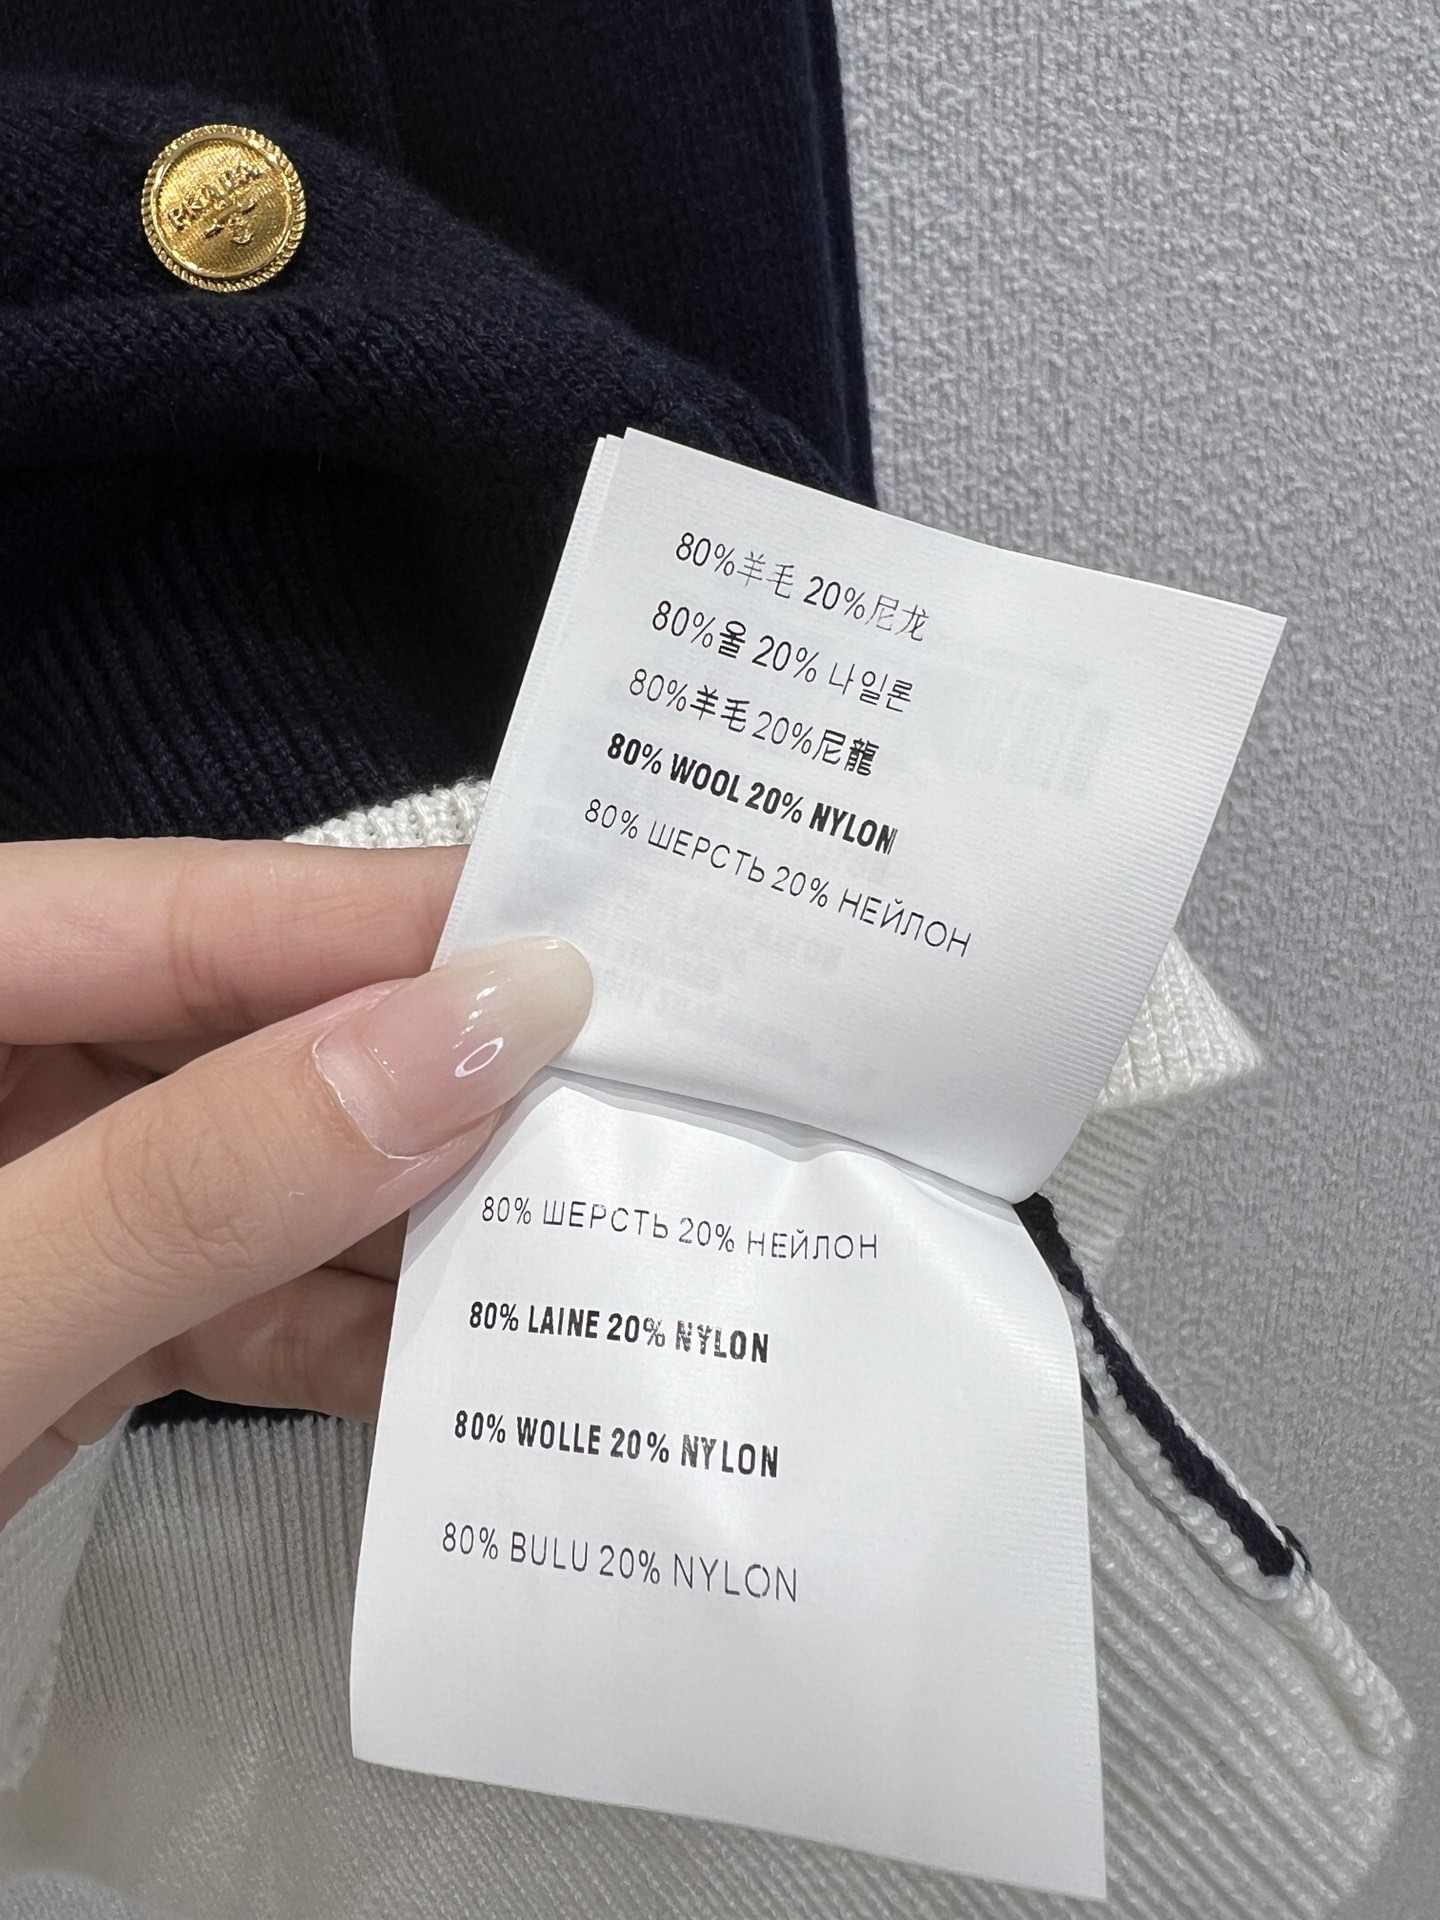 PRADA
80%羊毛 20%尼龙
80%울 20% 나일론
80%羊毛 20%尼龍
80% WOOL 20% NYLON
80% ШЕРСТЬ 20% НЕЙЛОН
80% ШЕРСТЬ 20% НЕЙЛОН
80% LAINE 20% NYLON
80% WOLLE 20% NYLON
80% BULU 20% NYLON